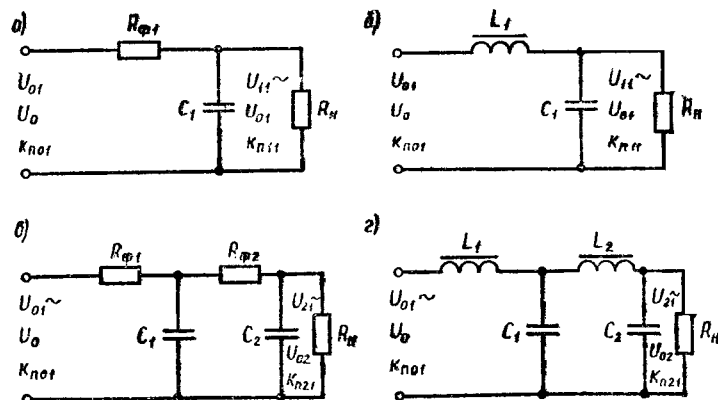 а)
Rф1
U01
U0
Kп01
C1
U11~
U01
Kп11
Rн
б)
L1
U01
U0
Kп01
C1
U11~
U01
Kп11
Rн
в)
Rф1
Rф2
U01~
U0
Kп01
C1
C2
U21~
U02
Kп21
Rн
г)
L1
L2
U01~
U0
Kп01
C1
C2
U21~
U02
Kп21
Rн